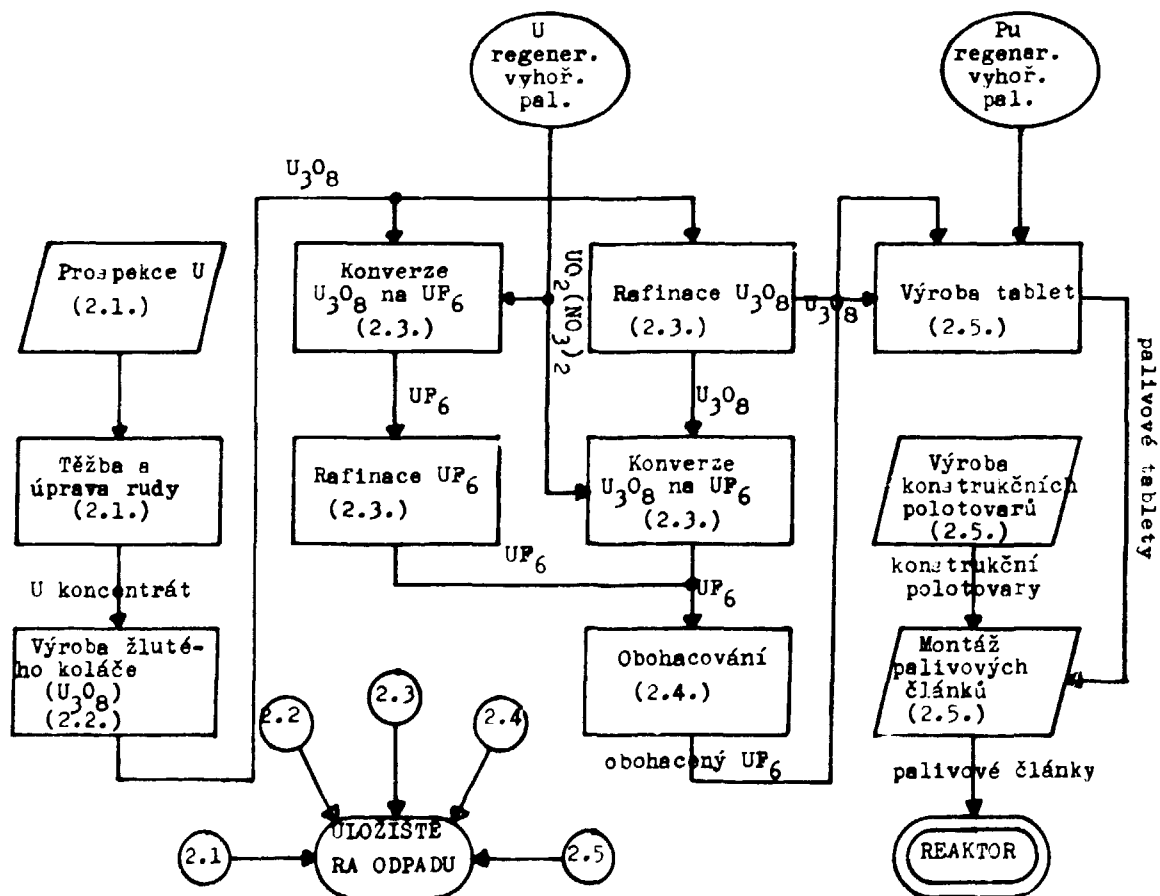 U
regener.
vyhoř.
pal.
Pu
regenar.
vyhoř.
pal.
U₃O₈
Prospekce U
(2.1.)
Konverze
U₃O₈ na UF₆
(2.3.)
UO₂(NO₃)₂
Rafinace U₃O₈
(2.3.)
U₃O₈
Výroba tablet
(2.5.)
palivové tablety
UF₆
U₃O₈
Těžba a
úprava rudy
(2.1.)
Rafinace UF₆
(2.3.)
Konverze
U₃O₈ na UF₆
(2.3.)
Výroba
konstrukčních
polotovarů
(2.5.)
UF₆
UF₆
konstrukční
polotovary
U koncentrát
Výroba žluté-
ho koláče
(U₃O₈)
(2.2.)
Obohacování
(2.4.)
Montáž
palivových
článků
(2.5.)
2.2
2.3
2.4
obohacený UF₆
palivové články
2.1
ULOŽIŠTĚ
RA ODPADU
2.5
REAKTOR